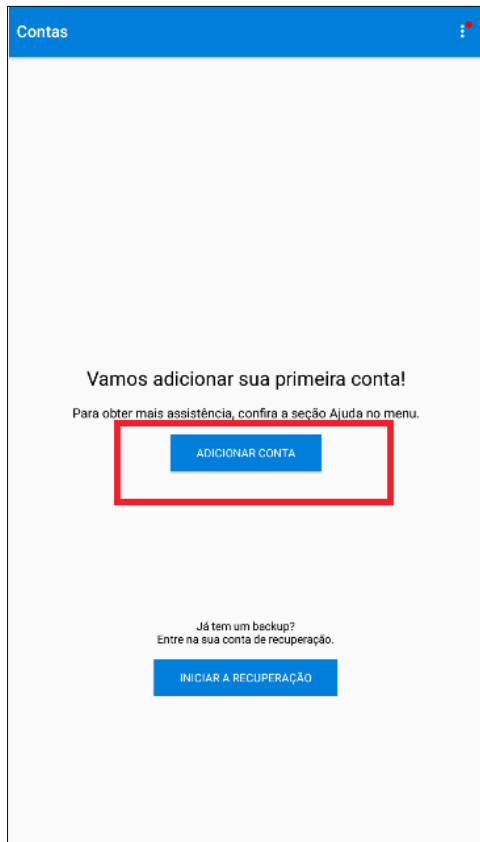 Contas
Vamos adicionar sua primeira conta!
Para obter mais assistência, confira a seção Ajuda no menu.
ADICIONAR CONTA
Já tem um backup?
Entre na sua conta de recuperação.
INICIAR A RECUPERAÇÃO